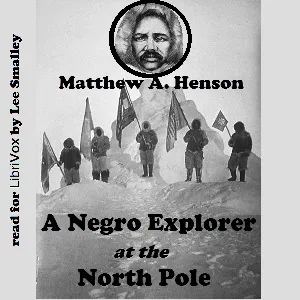 Matthew A. Henson
read for LibriVox by Lee Smalley
A Negro Explorer
at the
North Pole